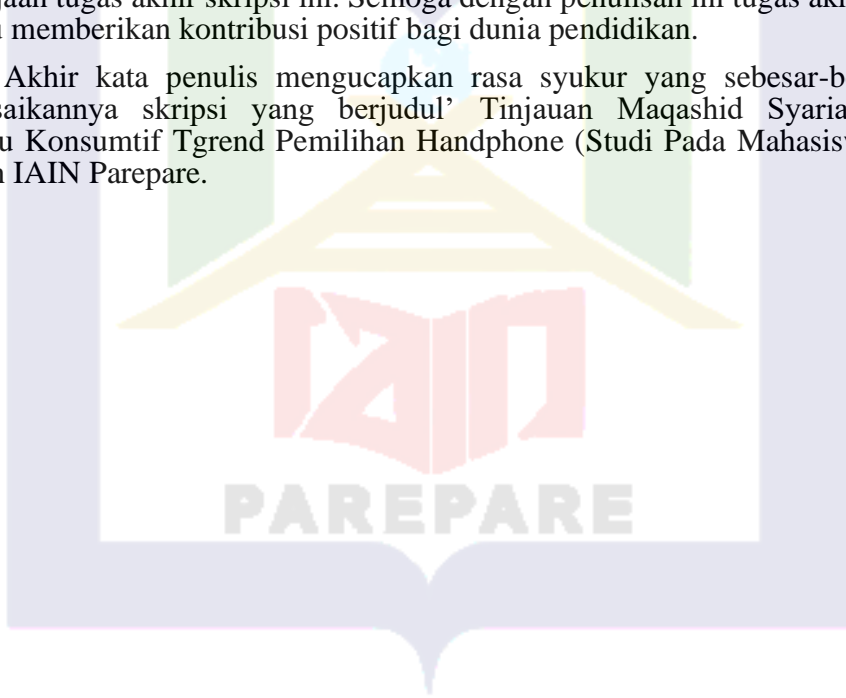 jaan tugas akhir skripsi ini. Semoga dengan penulisan ini tugas akh
u memberikan kontribusi positif bagi dunia pendidikan.
Akhir kata penulis mengucapkan rasa syukur yang sebesar-b
saikannya skripsi yang berjudul’ Tinjauan Maqashid Syaria
u Konsumtif Tgrend Pemilihan Handphone (Studi Pada Mahasisw
n IAIN Parepare.
iain
PAREPARE